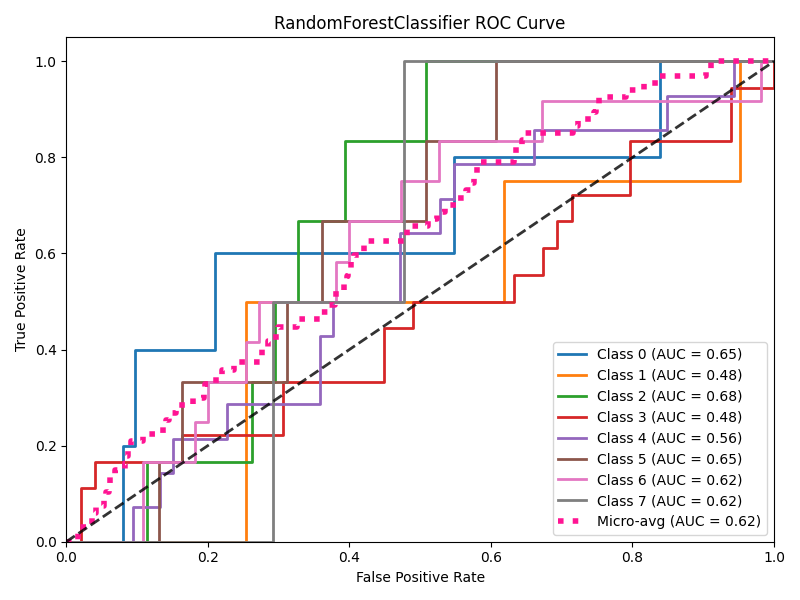 RandomForestClassifier ROC Curve
True Positive Rate
1.0
0.8
0.6
0.4
0.2
0.0
0.0 0.2 0.4 0.6 0.8 1.0
False Positive Rate
Class 0 (AUC = 0.65)
Class 1 (AUC = 0.48)
Class 2 (AUC = 0.68)
Class 3 (AUC = 0.48)
Class 4 (AUC = 0.56)
Class 5 (AUC = 0.65)
Class 6 (AUC = 0.62)
Class 7 (AUC = 0.62)
Micro-avg (AUC = 0.62)